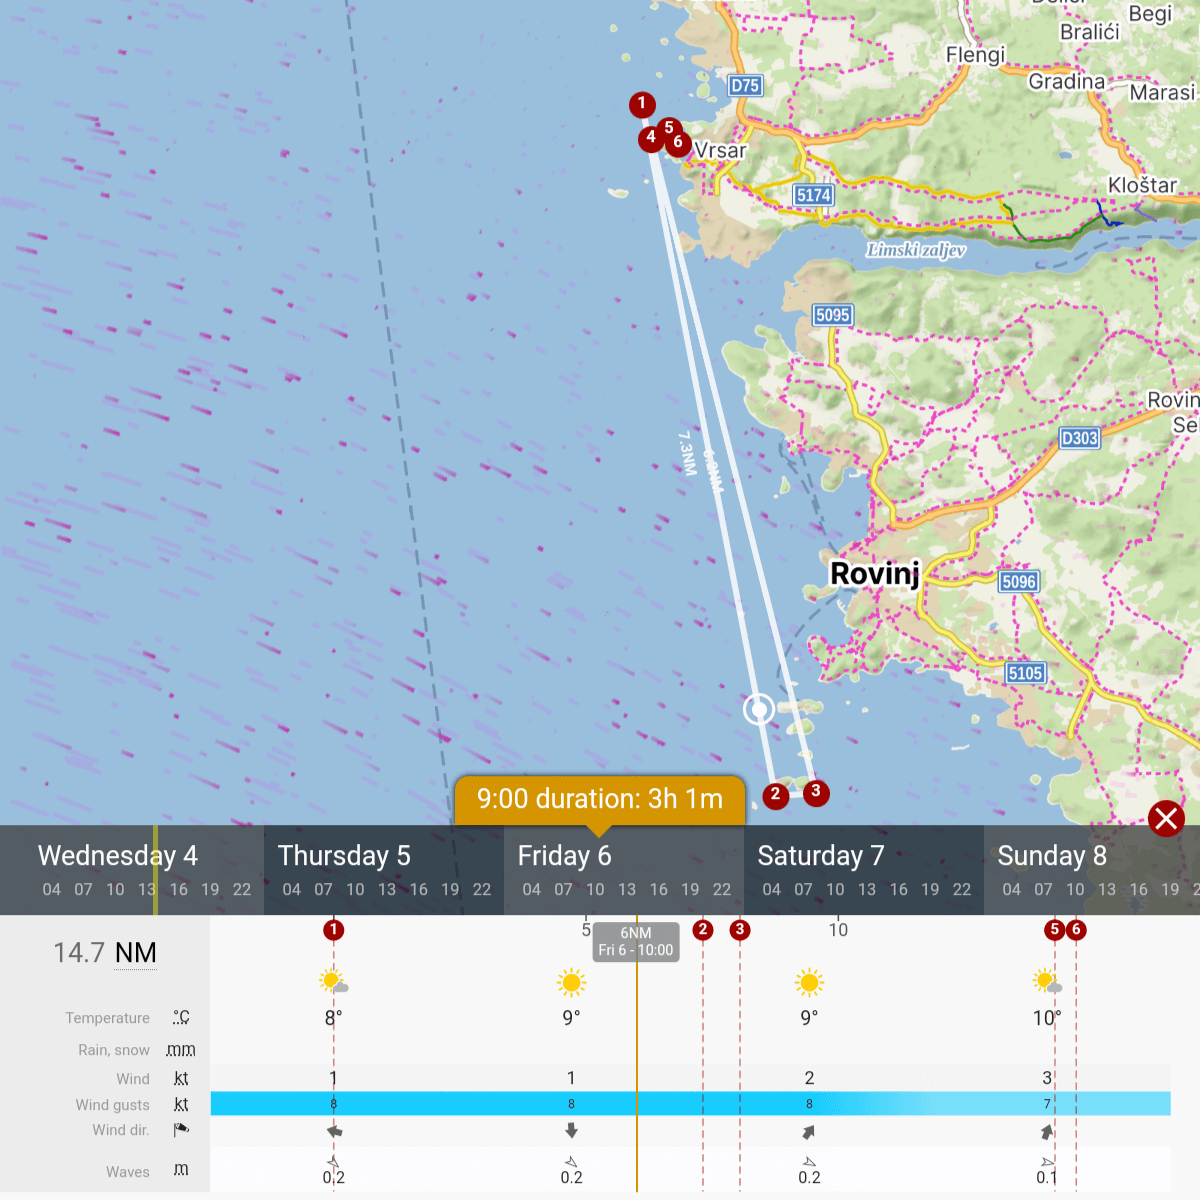 Begi
Bralići
Flengi
Gradina
Marasi
D75
1
5
4
6
Vrsar
Kloštar
5174
Limski zaljev
5095
Rovin
Se
D303
7.3NM
6.2NM
Rovinj
5096
5105
2
3
9:00 duration: 3h 1m
Wednesday 4
Thursday 5
Friday 6
Saturday 7
Sunday 8
04 07 10 13 16 19 22
04 07 10 13 16 19 22
04 07 10 13 16 19 22
04 07 10 13 16 19 22
04 07 10 13 16 19 2
1
5
6NM
Fri 6 - 10:00
2
3
10
5
6
14.7 NM
Temperature °C 8° 9° 9° 10°
Rain, snow mm
Wind kt 1 1 2 3
Wind gusts kt 8 8 8 7
Wind dir.
Waves m 0.2 0.2 0.2 0.1